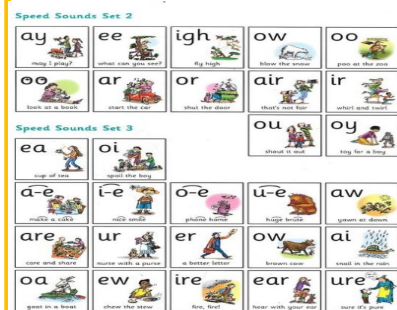 Speed Sounds Set 2
ay ee igh ow oo
may I play? what can you see? fly high blow the snow poo at the zoo
oo ar or air ir
look at a book start the car shut the door that's not fair whirl and twirl
ou oy
shout it out toy for a boy
Speed Sounds Set 3
ea oi
cup of tea spoil the boy
a-e i-e o-e u-e aw
make a cake nice smile phone home huge brute yawn at dawn
are ur er ow ai
care and share nurse with a purse a better letter brown cow snail in the rain
oa ew ire ear ure
goat in a boat chew the stew fire, fire! hear with your ear sure it's pure